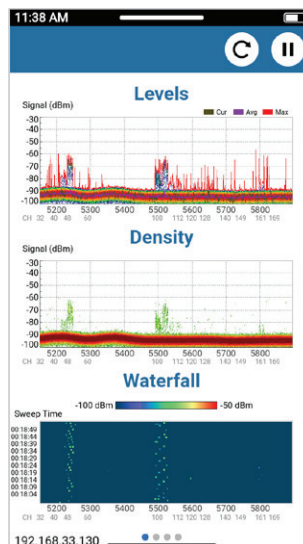 11:38 AM
Levels
Signal (dBm)
Cur Avg Max
-30
-40
-50
-60
-70
-80
-90
-100
5200 5300 5400 5500 5600 5700 5800
CH 32 40 48 60 100 112 120 128 140 149 161 169
Density
Signal (dBm)
-30
-40
-50
-60
-70
-80
-90
-100
5200 5300 5400 5500 5600 5700 5800
CH 32 40 48 60 100 112 120 128 140 149 161 169
Waterfall
-100 dBm -50 dBm
Sweep Time
00:18:49
00:18:44
00:18:39
00:18:34
00:18:29
00:18:24
00:18:19
00:18:14
00:18:09
00:18:04
5200 5300 5400 5500 5600 5700 5800
CH 32 40 48 60 100 112 120 128 140 149 161 169
192.168.33.130